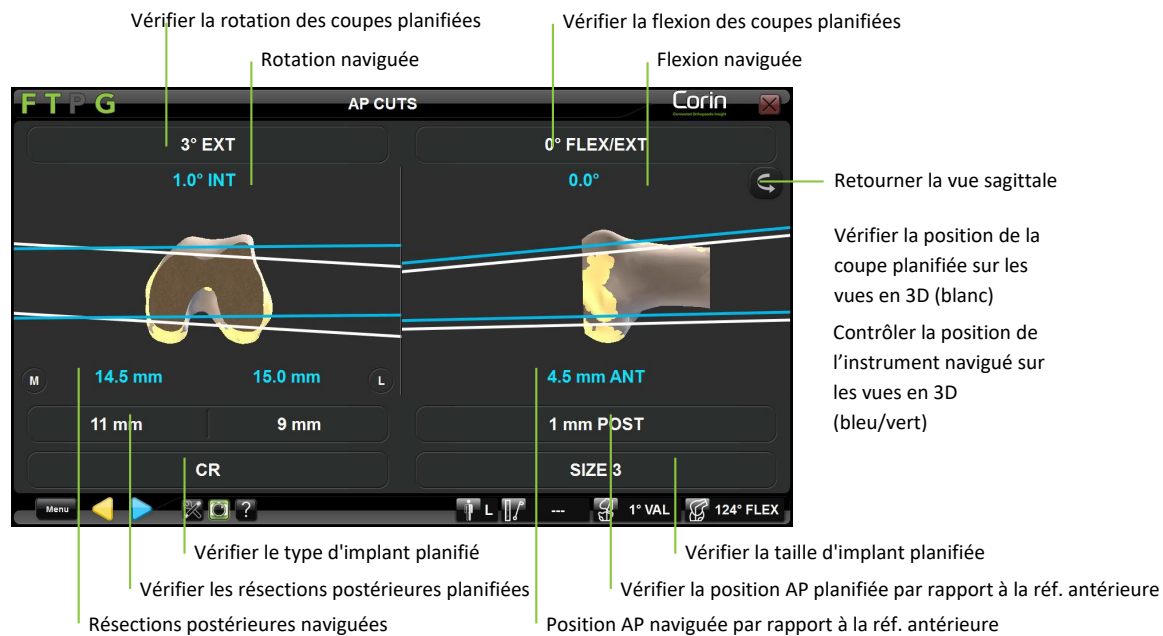 Vérifier la rotation des coupes planifiées
Vérifier la flexion des coupes planifiées
Rotation naviguée
Flexion naviguée
F T P G
AP CUTS
Corin
3° EXT
0° FLEX/EXT
1.0° INT
0.0°
Retourner la vue sagittale
Vérifier la position de la
coupe planifiée sur les
vues en 3D (blanc)
Contrôler la position de
l’instrument navigué sur
les vues en 3D
(bleu/vert)
M
14.5 mm
15.0 mm
L
4.5 mm ANT
11 mm
9 mm
1 mm POST
CR
SIZE 3
Menu
?
L
---
1° VAL
124° FLEX
Vérifier le type d'implant planifié
Vérifier la taille d'implant planifiée
Vérifier les résections postérieures planifiées
Vérifier la position AP planifiée par rapport à la réf. antérieure
Résections postérieures naviguées
Position AP naviguée par rapport à la réf. antérieure